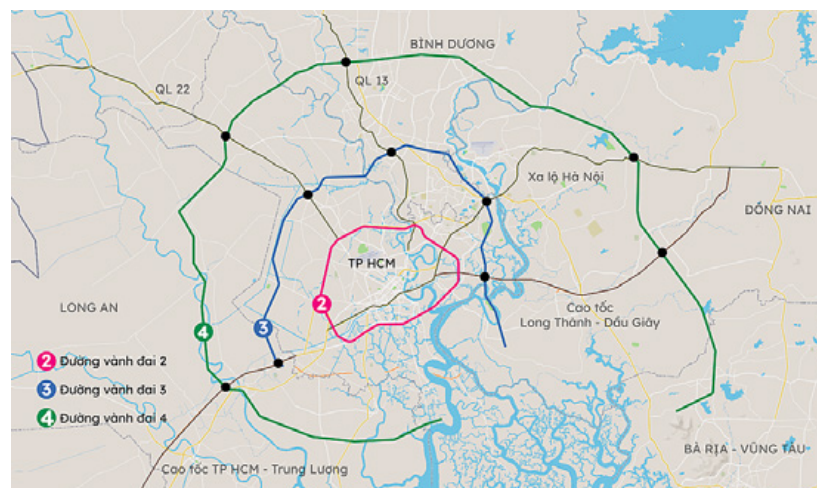 BÌNH DƯƠNG
QL 22
QL 13
Xa lộ Hà Nội
ĐỒNG NAI
TP HCM
LONG AN
2
3
4
Cao tốc
Long Thành - Dầu Giây
2 Đường vành đai 2
3 Đường vành đai 3
4 Đường vành đai 4
BÀ RỊA - VŨNG TÀU
Cao tốc TP HCM - Trung Lương